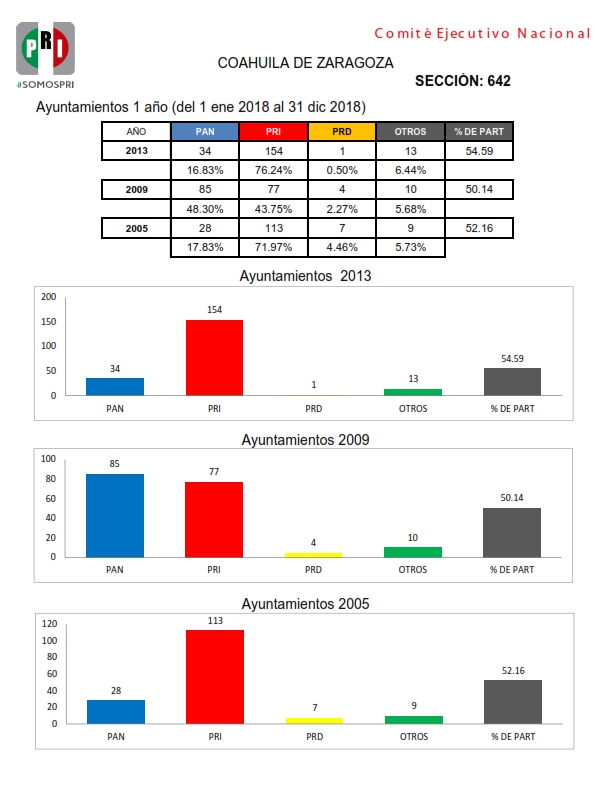 Comité Ejecutivo Nacional
PRI
#SOMOSPRI
COAHUILA DE ZARAGOZA
SECCIÓN: 642
Ayuntamientos 1 año (del 1 ene 2018 al 31 dic 2018)
AÑO PAN PRI PRD OTROS % DE PART
2013 34 154 1 13 54.59
16.83% 76.24% 0.50% 6.44%
2009 85 77 4 10 50.14
48.30% 43.75% 2.27% 5.68%
2005 28 113 7 9 52.16
17.83% 71.97% 4.46% 5.73%
Ayuntamientos 2013
200
150
100
50
0
34
154
1
13
54.59
PAN PRI PRD OTROS % DE PART
Ayuntamientos 2009
100
80
60
40
20
0
85
77
4
10
50.14
PAN PRI PRD OTROS % DE PART
Ayuntamientos 2005
120
100
80
60
40
20
0
28
113
7
9
52.16
PAN PRI PRD OTROS % DE PART